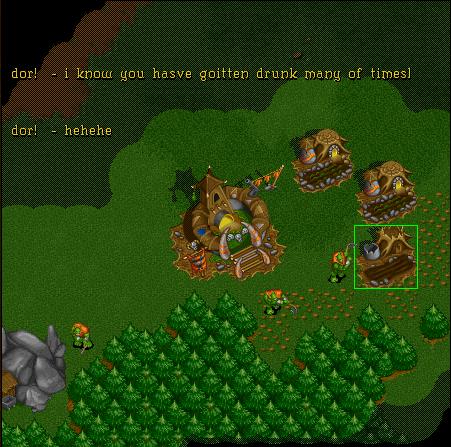 dor! - i know you hasve goitten drunk many of times!
dor! - hehehe